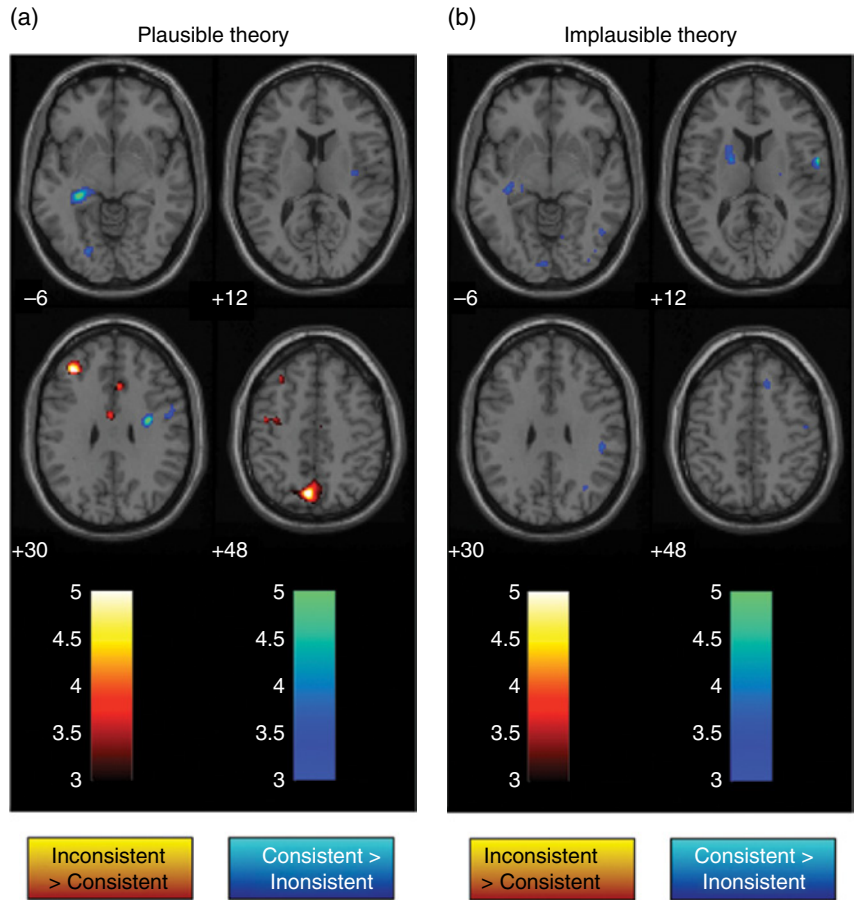 (a)
Plausible theory
−6
+12
+30
+48
5
4.5
4
3.5
3
5
4.5
4
3.5
3
Inconsistent
> Consistent
Consistent >
Inonsistent
(b)
Implausible theory
−6
+12
+30
+48
5
4.5
4
3.5
3
5
4.5
4
3.5
3
Inconsistent
> Consistent
Consistent >
Inonsistent